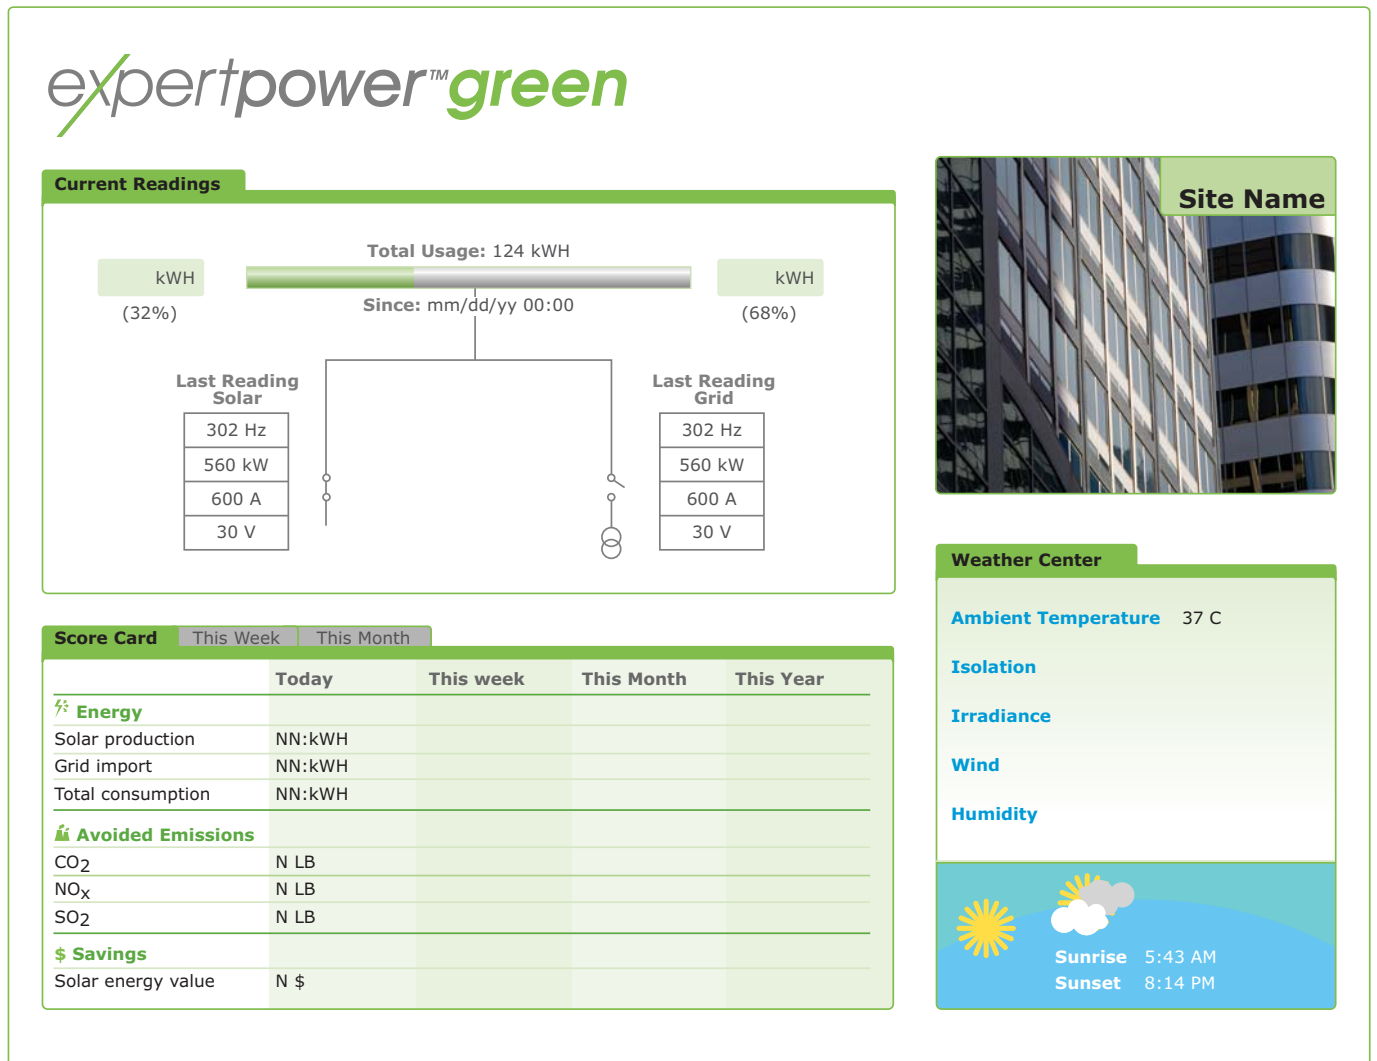 expertpower™green
Current Readings
Total Usage: 124 kWH
kWH
kWH
(32%)
Since: mm/dd/yy 00:00
(68%)
Last Reading
Solar
302 Hz
560 kW
600 A
30 V
Last Reading
Grid
302 Hz
560 kW
600 A
30 V
Site Name
Score Card This Week This Month
Today This week This Month This Year
Energy
Solar production NN:kWH
Grid import NN:kWH
Total consumption NN:kWH
Avoided Emissions
CO2 N LB
NOx N LB
SO2 N LB
$ Savings
Solar energy value N $
Weather Center
Ambient Temperature 37 C
Isolation
Irradiance
Wind
Humidity
Sunrise 5:43 AM
Sunset 8:14 PM